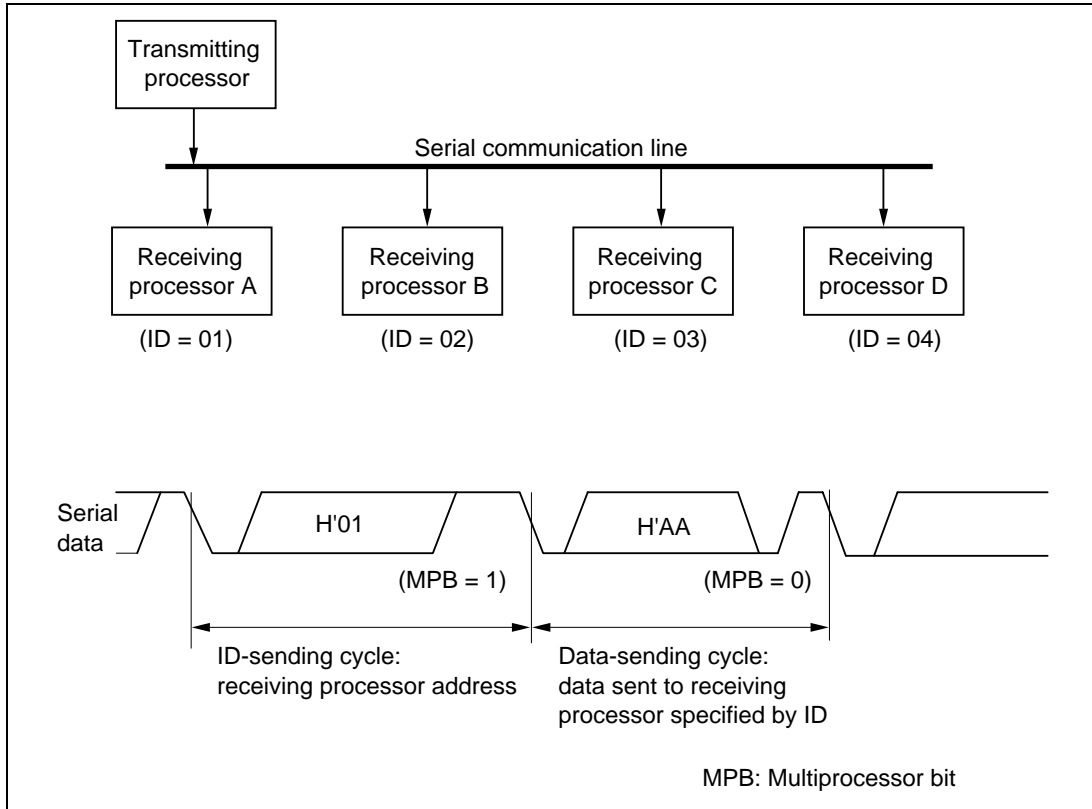 Transmitting
processor
Serial communication line
Receiving
processor A
Receiving
processor B
Receiving
processor C
Receiving
processor D
(ID = 01)
(ID = 02)
(ID = 03)
(ID = 04)
Serial
data
H'01
H'AA
(MPB = 1)
(MPB = 0)
ID-sending cycle:
receiving processor address
Data-sending cycle:
data sent to receiving
processor specified by ID
MPB: Multiprocessor bit